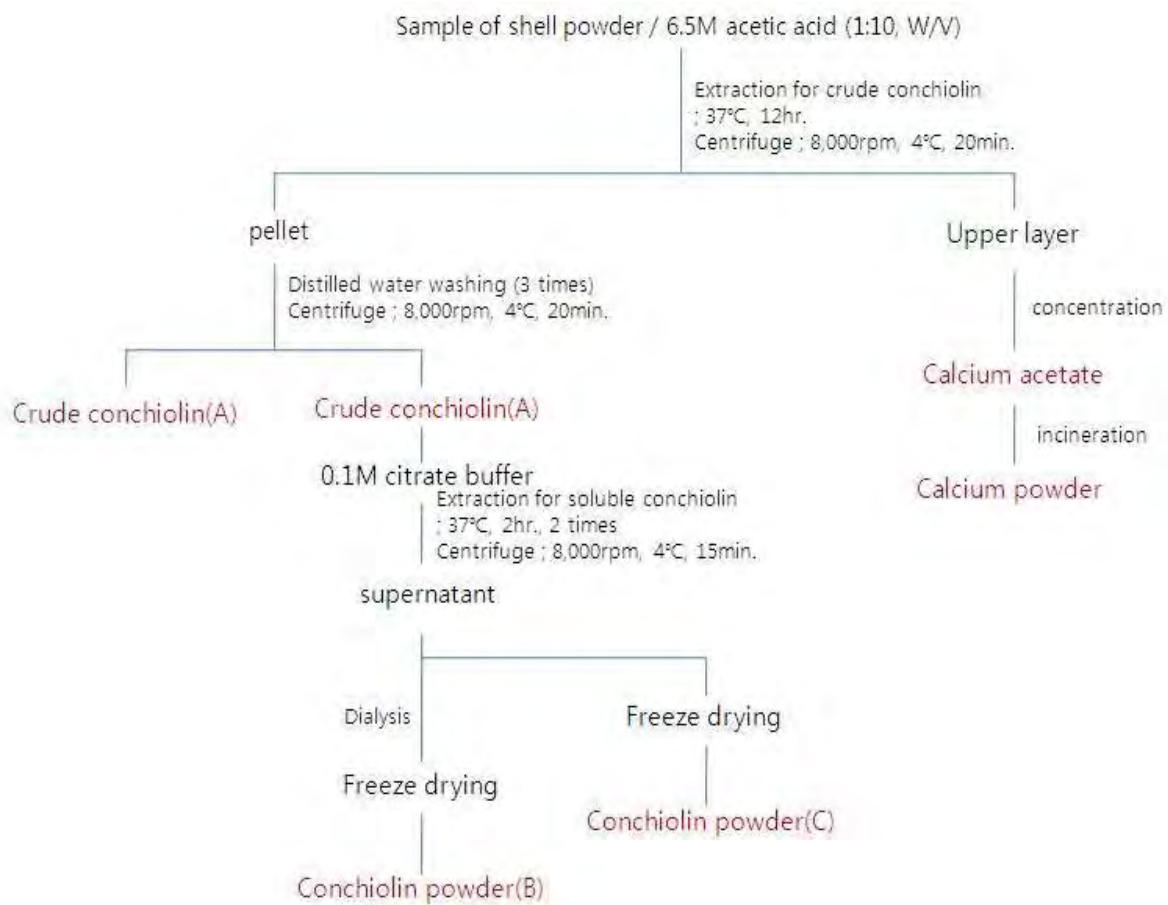 Sample of shell powder / 6.5M acetic acid (1:10, W/V)
Extraction for crude conchiolin
; 37℃, 12hr.
Centrifuge ; 8,000rpm, 4℃, 20min.
pellet
Upper layer
Distilled water washing (3 times)
Centrifuge ; 8,000rpm, 4℃, 20min.
concentration
Crude conchiolin(A)
Crude conchiolin(A)
Calcium acetate
incineration
0.1M citrate buffer
Calcium powder
Extraction for soluble conchiolin
; 37℃, 2hr., 2 times
Centrifuge ; 8,000rpm, 4℃, 15min.
supernatant
Dialysis
Freeze drying
Freeze drying
Conchiolin powder(C)
Conchiolin powder(B)